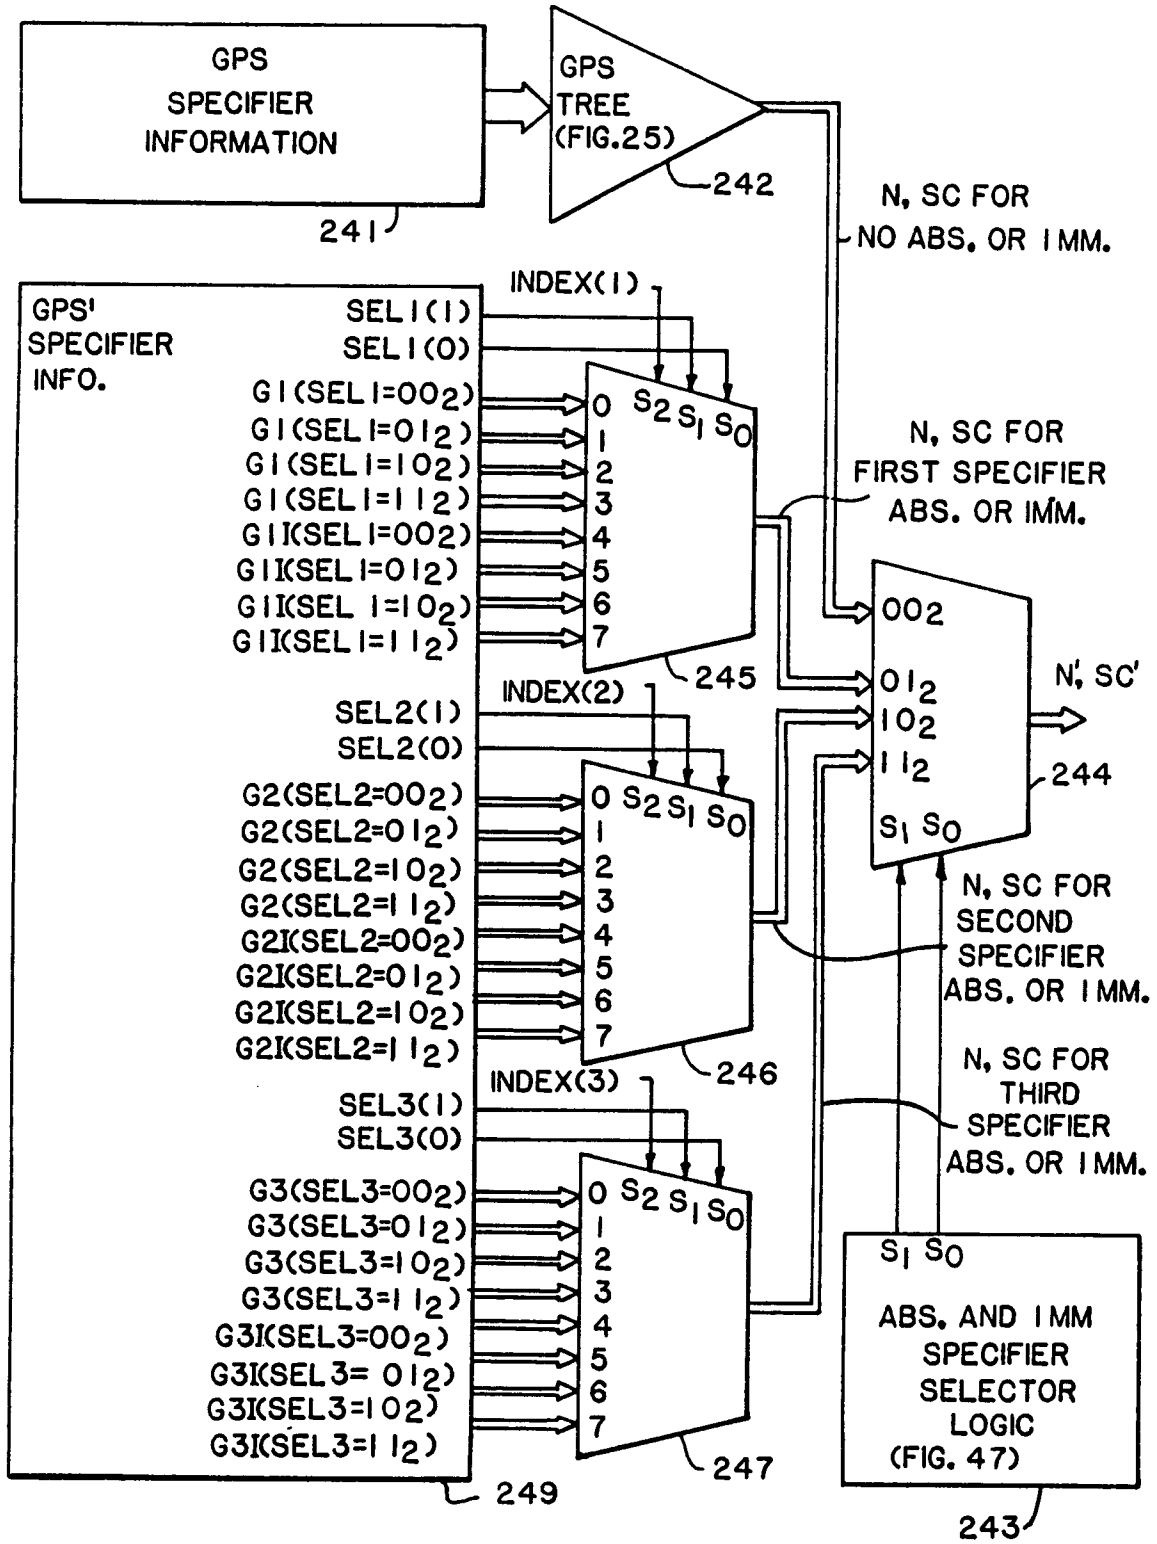 GPS
SPECIFIER
INFORMATION
241
GPS
TREE
(FIG.25)
242
N, SC FOR
NO ABS. OR IMM.
GPS'
SPECIFIER
INFO.
INDEX(1)
SEL1(1)
SEL1(0)
G1(SEL1=00₂)
G1(SEL1=01₂)
G1(SEL1=10₂)
G1(SEL1=11₂)
G1I(SEL1=00₂)
G1I(SEL1=01₂)
G1I(SEL1=10₂)
G1I(SEL1=11₂)
S₂ S₁ S₀
0
1
2
3
4
5
6
7
245
N, SC FOR
FIRST SPECIFIER
ABS. OR IMM.
INDEX(2)
SEL2(1)
SEL2(0)
G2(SEL2=00₂)
G2(SEL2=01₂)
G2(SEL2=10₂)
G2(SEL2=11₂)
G2I(SEL2=00₂)
G2I(SEL2=01₂)
G2I(SEL2=10₂)
G2I(SEL2=11₂)
S₂ S₁ S₀
0
1
2
3
4
5
6
7
246
00₂
01₂
10₂
11₂
S₁ S₀
N', SC'
244
N, SC FOR
SECOND
SPECIFIER
ABS. OR IMM.
INDEX(3)
SEL3(1)
SEL3(0)
G3(SEL3=00₂)
G3(SEL3=01₂)
G3(SEL3=10₂)
G3(SEL3=11₂)
G3I(SEL3=00₂)
G3I(SEL3= 01₂)
G3I(SEL3=10₂)
G3I(SEL3=11₂)
S₂ S₁ S₀
0
1
2
3
4
5
6
7
247
249
N, SC FOR
THIRD
SPECIFIER
ABS. OR IMM.
S₁ S₀
ABS. AND IMM
SPECIFIER
SELECTOR
LOGIC
(FIG. 47)
243